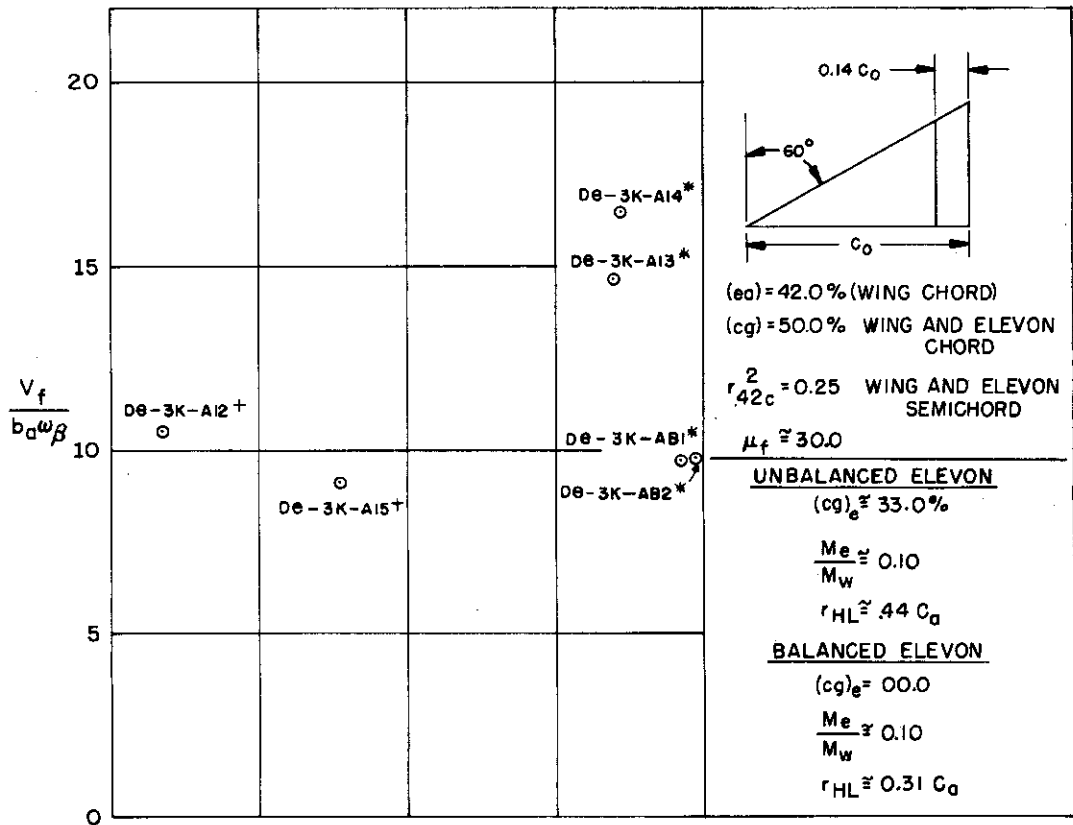 20
15
10
5
0
V_f
b_a ω_β
De-3K-A14*
De-3K-A13*
De-3K-A12+
De-3K-A15+
De-3K-AB1*
De-3K-AB2*
0.14 C_0
60°
C_0
(ea) = 42.0% (WING CHORD)
(cg) = 50.0% WING AND ELEVON
CHORD
r²_42c = 0.25 WING AND ELEVON
SEMICHORD
μ_f ≅ 30.0
UNBALANCED ELEVON
(cg)_e ≅ 33.0%
M_e
M_w ≅ 0.10
r_HL ≅ .44 C_a
BALANCED ELEVON
(cg)_e = 00.0
M_e
M_w ≅ 0.10
r_HL ≅ 0.31 C_a